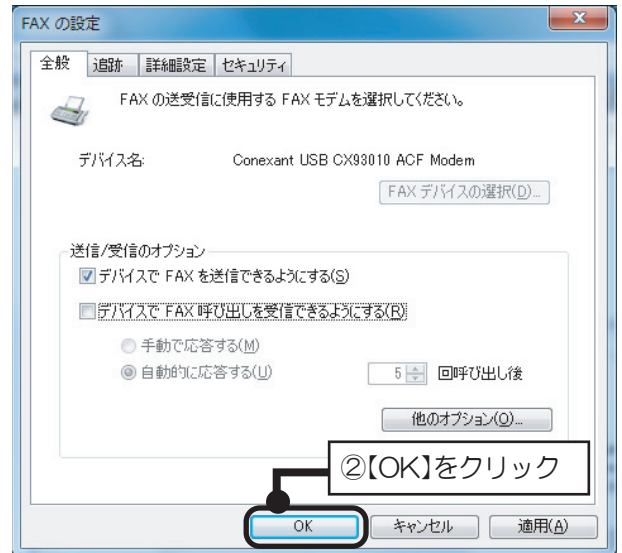 FAX の設定
全般 追跡 詳細設定 セキュリティ
FAX の送受信に使用する FAX モデムを選択してください。
デバイス名: Conexant USB CX93010 ACF Modem
FAX デバイスの選択(D)...
送信/受信のオプション
デバイスで FAX を送信できるようにする(S)
デバイスで FAX 呼び出しを受信できるようにする(R)
手動で応答する(M)
自動的に応答する(U) 5 回呼び出し後
他のオプション(O)...
②【OK】をクリック
OK キャンセル 適用(A)